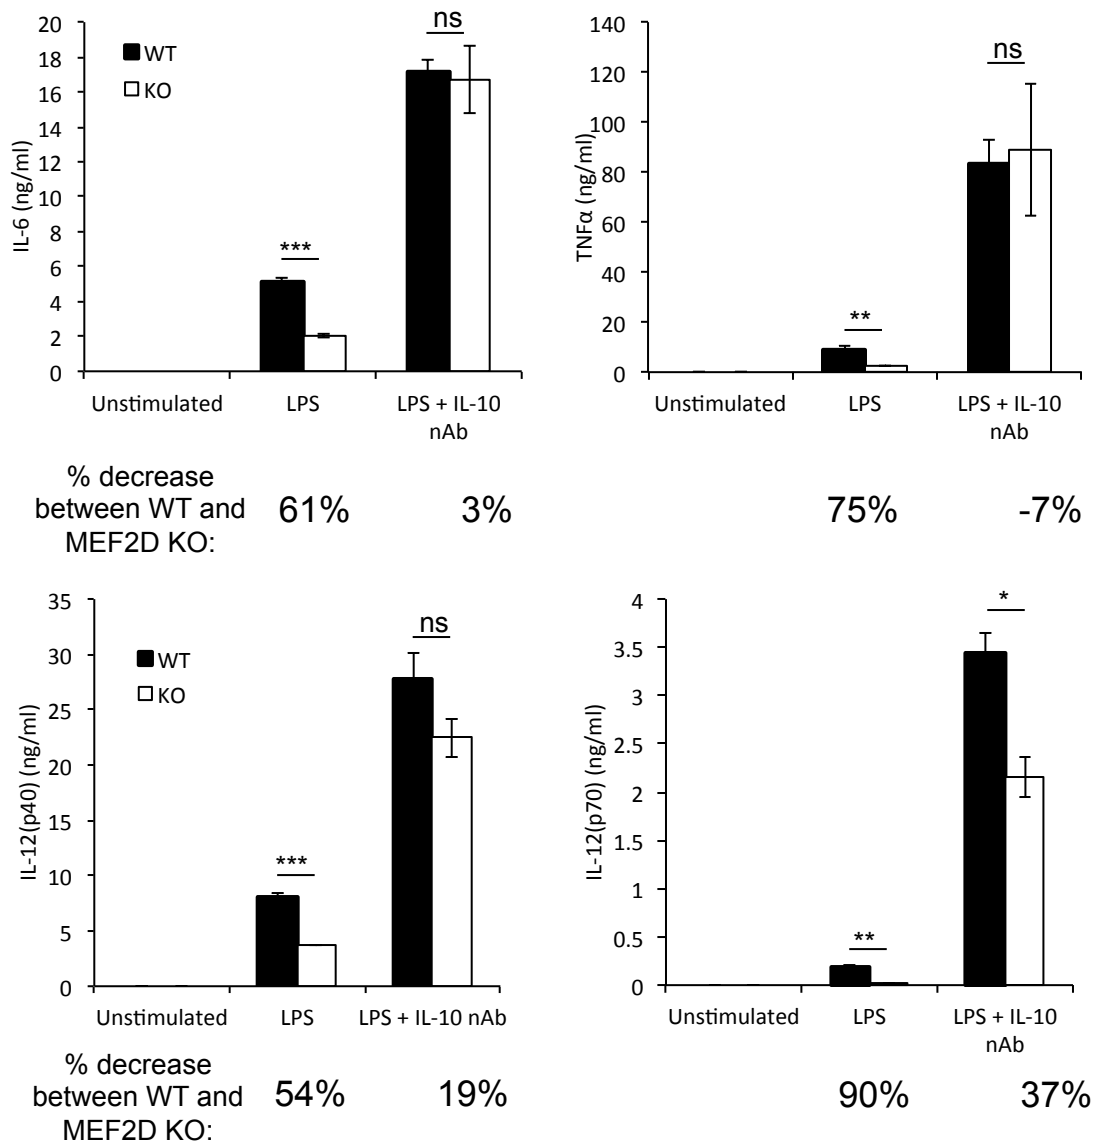 20
18
16
14
12
10
8
6
4
2
0
IL-6 (ng/ml)
WT
KO
***
ns
Unstimulated
LPS
LPS + IL-10
nAb
140
120
100
80
60
40
20
0
TNFα (ng/ml)
**
ns
Unstimulated
LPS
LPS + IL-10
nAb
% decrease
between WT and
MEF2D KO:
61%
3%
75%
-7%
35
30
25
20
15
10
5
0
IL-12(p40) (ng/ml)
WT
KO
***
ns
Unstimulated
LPS
LPS + IL-10 nAb
4
3.5
3
2.5
2
1.5
1
0.5
0
IL-12(p70) (ng/ml)
**
*
Unstimulated
LPS
LPS + IL-10
nAb
% decrease
between WT and
MEF2D KO:
54%
19%
90%
37%